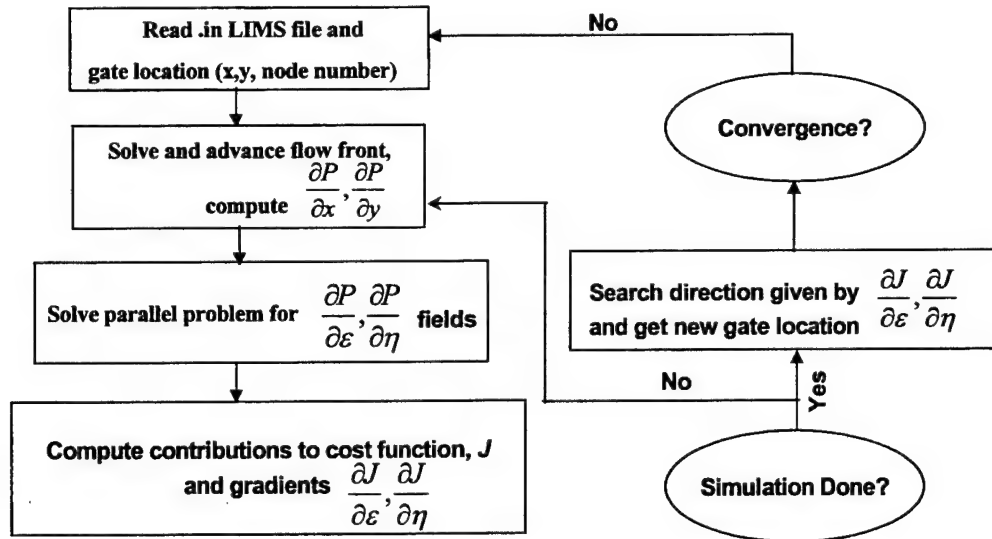 Read .in LIMS file and
gate location (x,y, node number)
Solve and advance flow front,
compute ∂P/∂x, ∂P/∂y
Solve parallel problem for ∂P/∂ε, ∂P/∂η fields
Compute contributions to cost function, J
and gradients ∂J/∂ε, ∂J/∂η
No
Convergence?
Search direction given by ∂J/∂ε, ∂J/∂η
and get new gate location
No
Yes
Simulation Done?